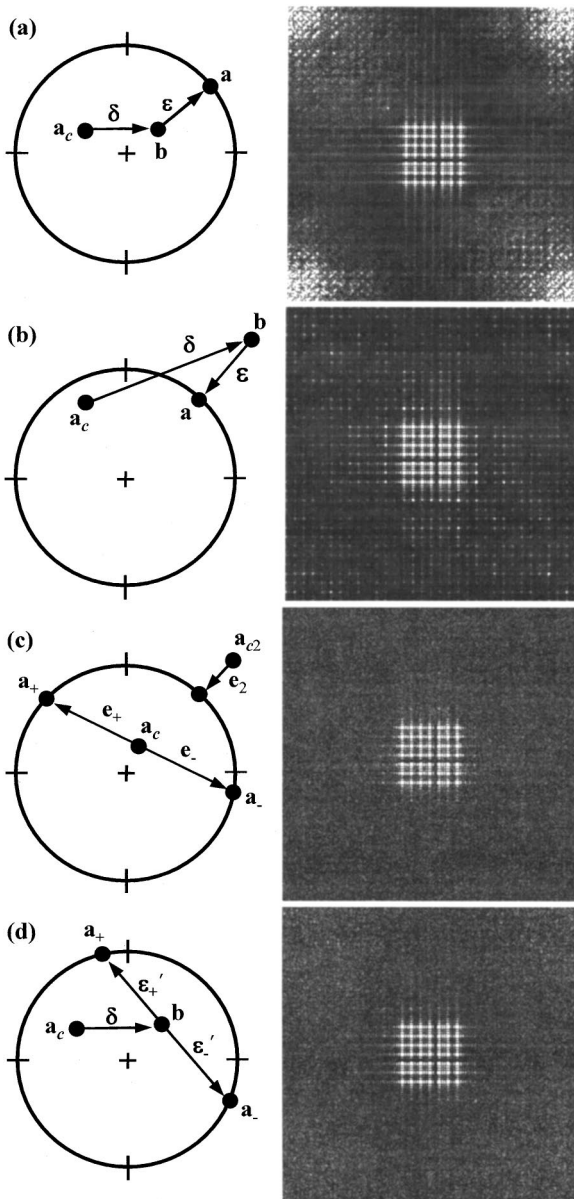 (a)
a
δ
ε
a_c
b
(b)
b
δ
ε
a_c
a
(c)
a_c2
a_+
e_2
e_+
a_c
e_-
a_-
(d)
a_+
ε_+′
a_c
δ
b
ε_-′
a_-